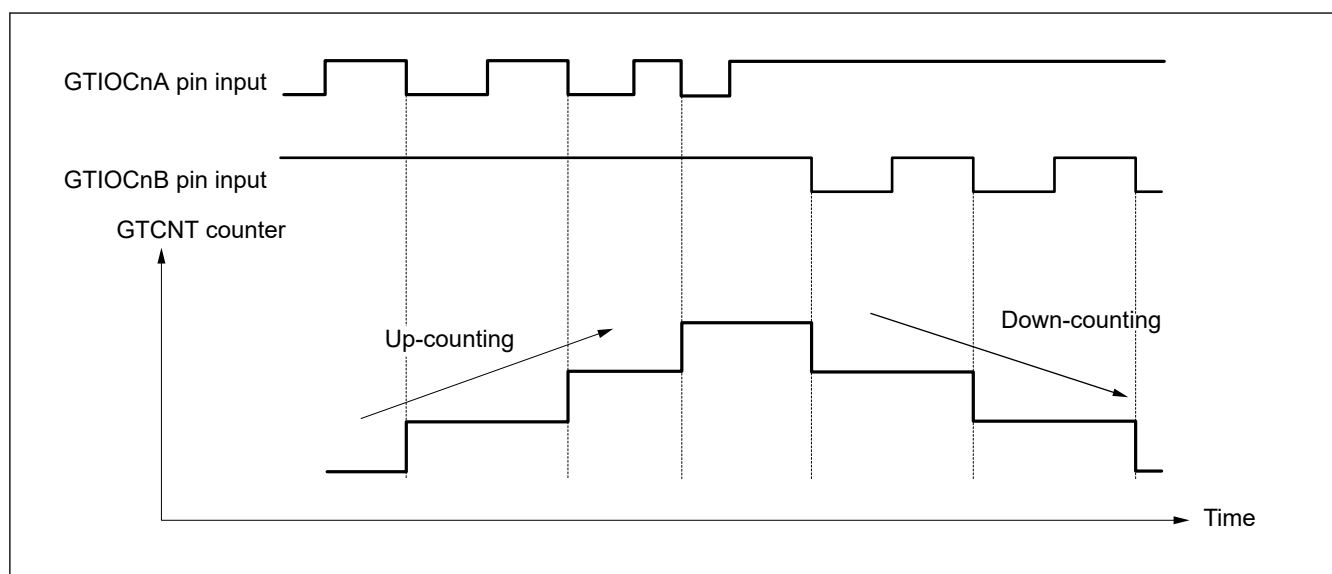 GTIOCnA pin input
GTIOCnB pin input
GTCNT counter
Up-counting
Down-counting
Time